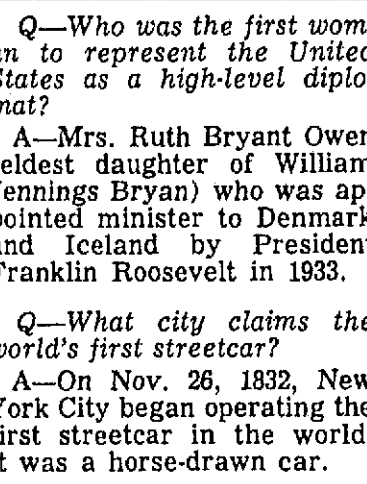 Q—Who was the first wom
an to represent the United
States as a high-level diplo
mat?
A—Mrs. Ruth Bryant Owen
eldest daughter of William
Jennings Bryan) who was ap
pointed minister to Denmark
and Iceland by President
Franklin Roosevelt in 1933.
Q—What city claims the
world's first streetcar?
A—On Nov. 26, 1832, New
York City began operating the
first streetcar in the world
It was a horse-drawn car.